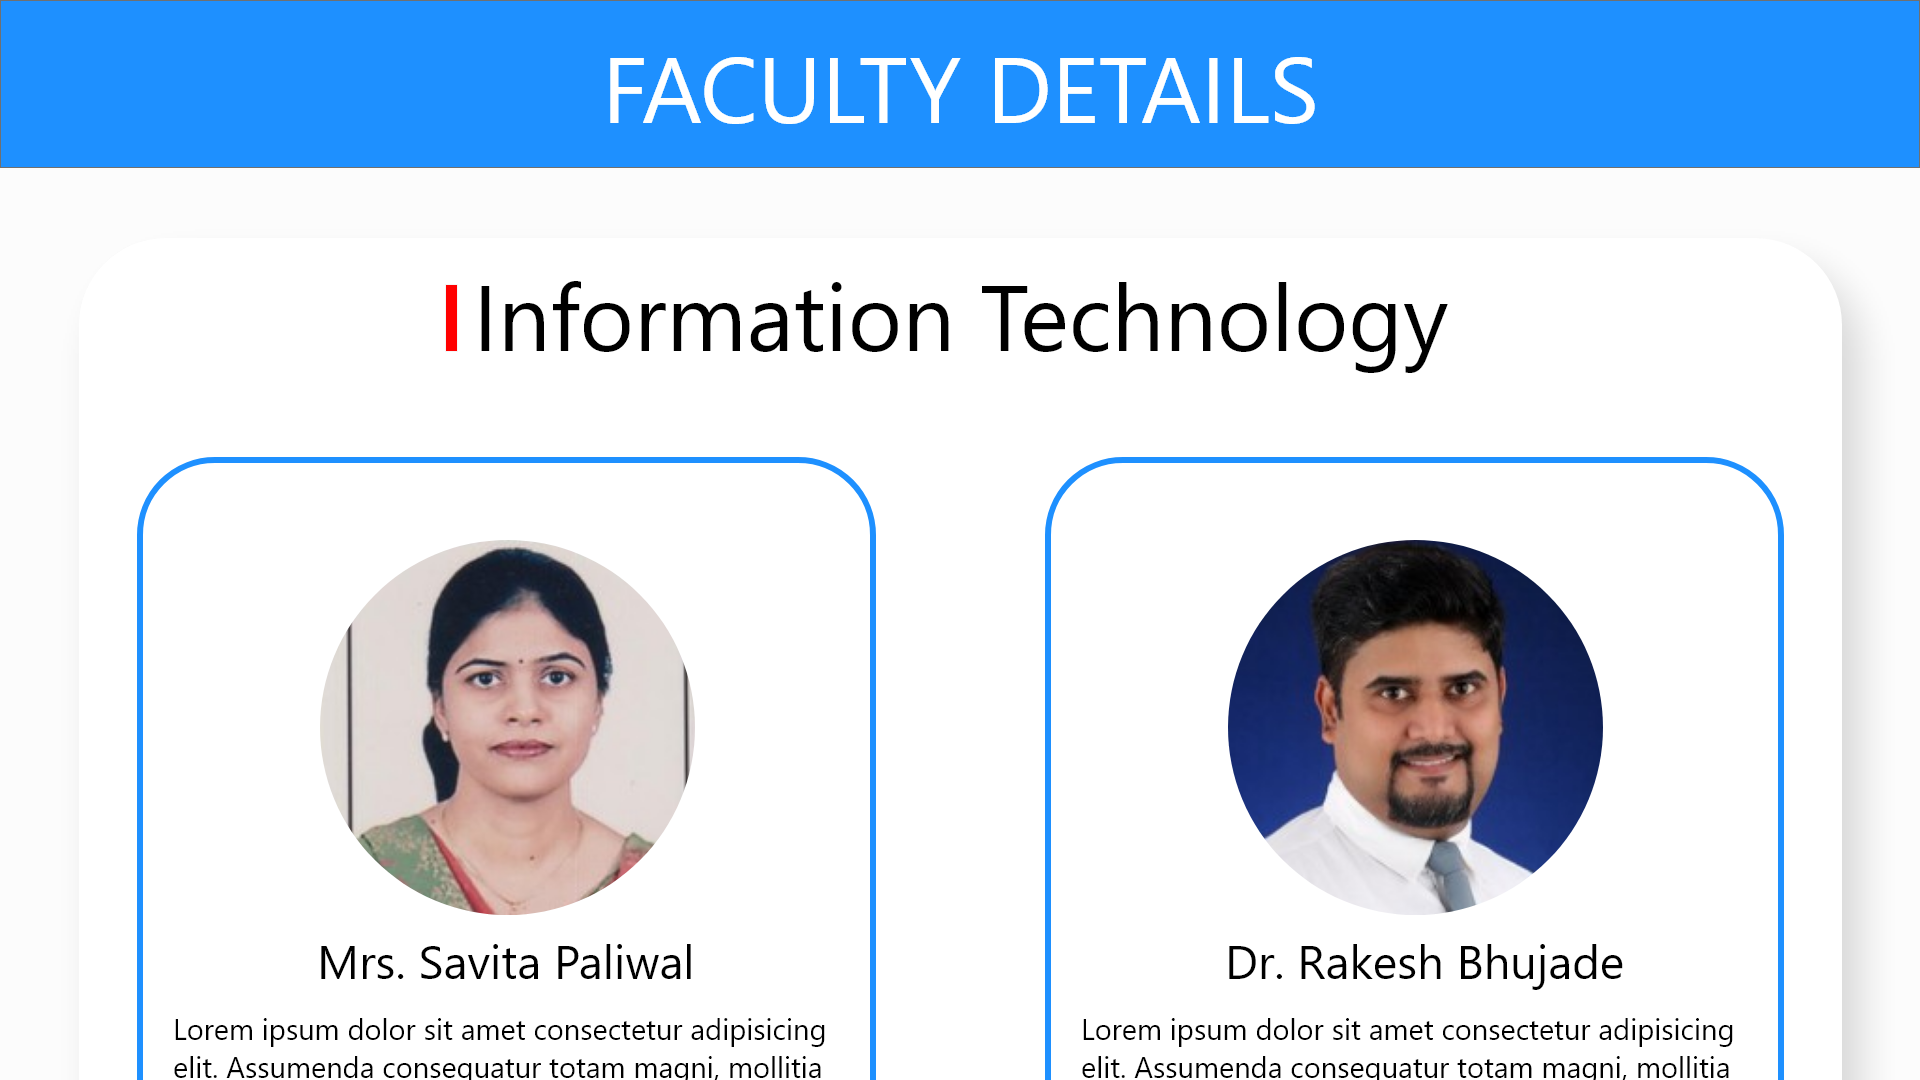 FACULTY DETAILS
Information Technology
Mrs. Savita Paliwal
Lorem ipsum dolor sit amet consectetur adipisicing
elit. Assumenda consequatur totam magni, mollitia
Dr. Rakesh Bhujade
Lorem ipsum dolor sit amet consectetur adipisicing
elit. Assumenda consequatur totam magni, mollitia